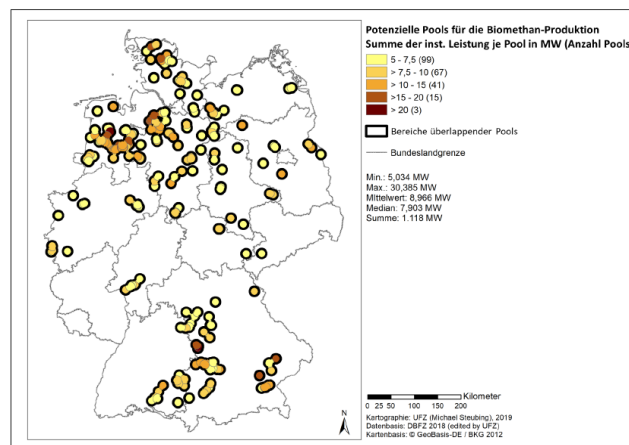 Potenzielle Pools für die Biomethan-Produktion
Summe der inst. Leistung je Pool in MW (Anzahl Pools
5 - 7,5 (99)
> 7,5 - 10 (67)
> 10 - 15 (41)
>15 - 20 (15)
> 20 (3)
Bereiche überlappender Pools
Bundeslandgrenze
Min.: 5,034 MW
Max.: 30,385 MW
Mittelwert: 8,966 MW
Median: 7,903 MW
Summe: 1.118 MW
Kilometer
0 25 50 100 150 200
Kartographie: UFZ (Michael Steubing), 2019
Datenbasis: DBFZ 2018 (edited by UFZ)
Kartenbasis: © GeoBasis-DE / BKG 2012
N